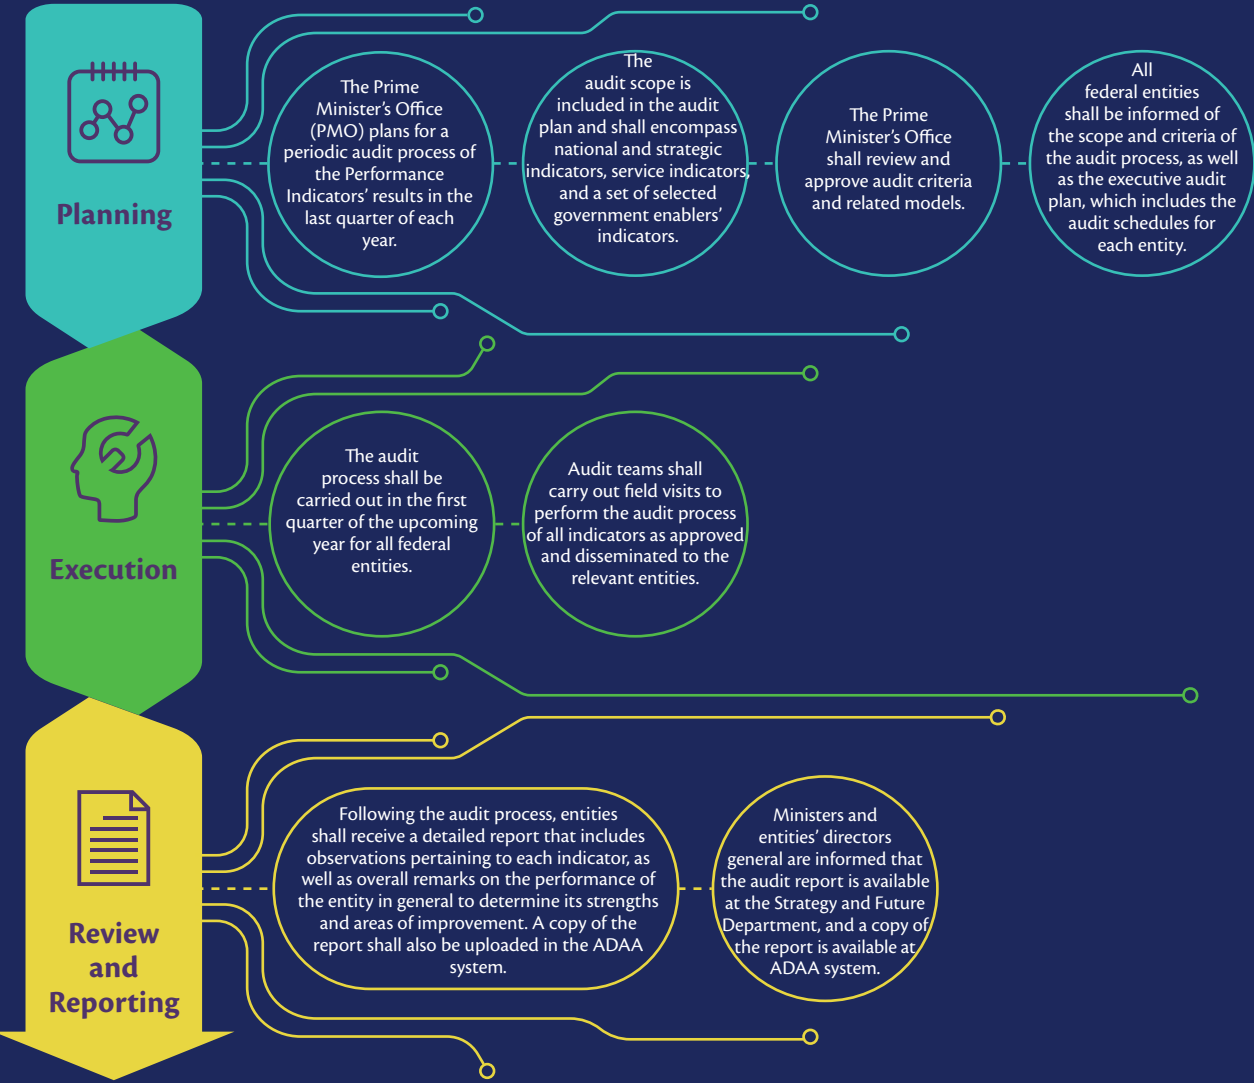 Planning
The Prime
Minister’s Office
(PMO) plans for a
periodic audit process of
the Performance
Indicators’ results in the
last quarter of each
year.
The
audit scope is
included in the audit
plan and shall encompass
national and strategic
indicators, service indicators,
and a set of selected
government enablers’
indicators.
The Prime
Minister’s Office
shall review and
approve audit criteria
and related models.
All
federal entities
shall be informed of
the scope and criteria of
the audit process, as well
as the executive audit
plan, which includes the
audit schedules for
each entity.
Execution
The audit
process shall be
carried out in the first
quarter of the upcoming
year for all federal
entities.
Audit teams shall
carry out field visits to
perform the audit process
of all indicators as approved
and disseminated to the
relevant entities.
Review
and
Reporting
Following the audit process, entities
shall receive a detailed report that includes
observations pertaining to each indicator, as
well as overall remarks on the performance of
the entity in general to determine its strengths
and areas of improvement. A copy of the
report shall also be uploaded in the ADAA
system.
Ministers and
entities’ directors
general are informed that
the audit report is available
at the Strategy and Future
Department, and a copy of
the report is available at
ADAA system.